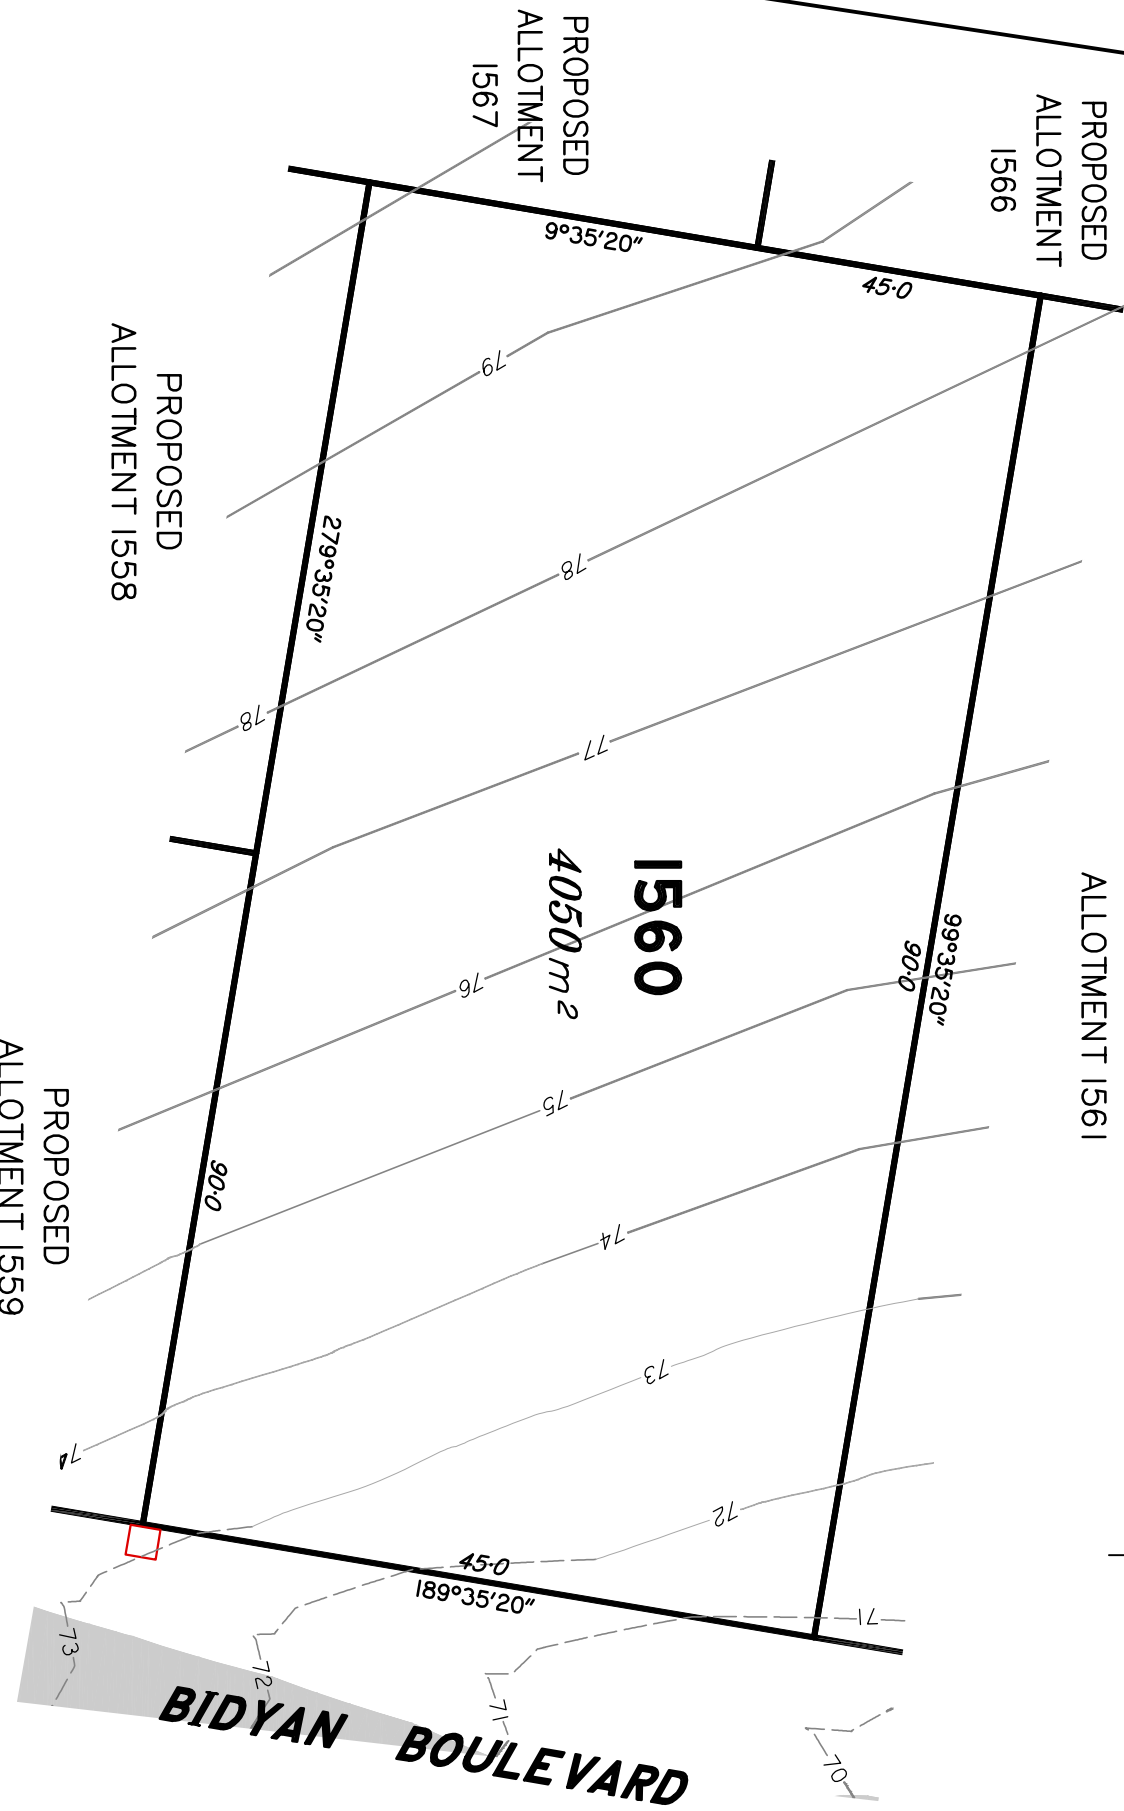 PROPOSED
ALLOTMENT
1566
PROPOSED
ALLOTMENT
1567
9°35'20"
45·0
PROPOSED
ALLOTMENT 1558
279°35'20"
90·0
ALLOTMENT 1561
99°35'20"
90·0
1560
4050m²
PROPOSED
ALLOTMENT 1559
79
78
78
77
76
75
74
74
73
72
71
45·0
189°35'20"
73
72
71
70
BIDYAN BOULEVARD